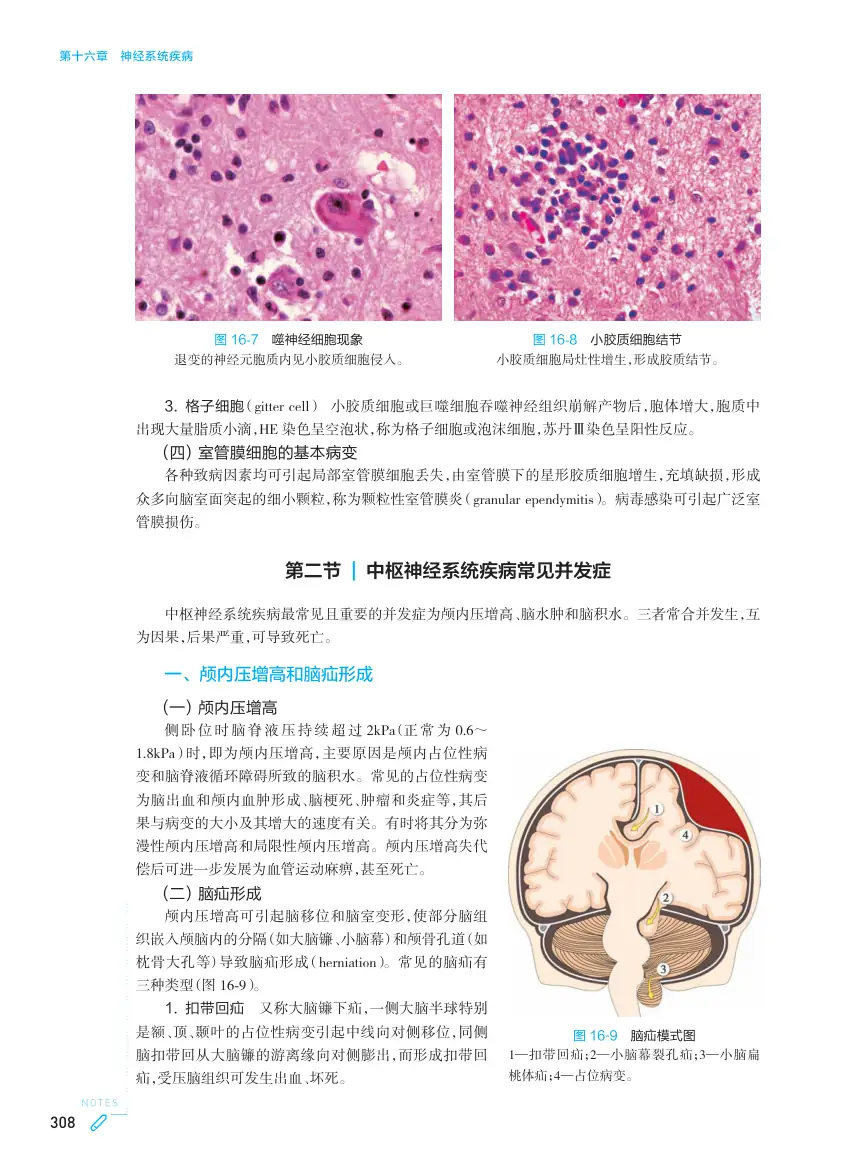 第十六章 神经系统疾病
图 16-7 噬神经细胞现象
退变的神经元胞质内见小胶质细胞侵入。
图 16-8 小胶质细胞结节
小胶质细胞局灶性增生,形成胶质结节。
3. 格子细胞(gitter cell) 小胶质细胞或巨噬细胞吞噬神经组织崩解产物后,胞体增大,胞质中
出现大量脂质小滴,HE 染色呈空泡状,称为格子细胞或泡沫细胞,苏丹Ⅲ染色呈阳性反应。
(四)室管膜细胞的基本病变
各种致病因素均可引起局部室管膜细胞丢失,由室管膜下的星形胶质细胞增生,充填缺损,形成
众多向脑室面突起的细小颗粒,称为颗粒性室管膜炎(granular ependymitis)。病毒感染可引起广泛室
管膜损伤。
第二节 | 中枢神经系统疾病常见并发症
中枢神经系统疾病最常见且重要的并发症为颅内压增高、脑水肿和脑积水。三者常合并发生,互
为因果,后果严重,可导致死亡。
一、颅内压增高和脑疝形成
(一)颅内压增高
侧卧位时脑脊液压持续超过 2kPa(正常为 0.6~
1.8kPa)时,即为颅内压增高,主要原因是颅内占位性病
变和脑脊液循环障碍所致的脑积水。常见的占位性病变
为脑出血和颅内血肿形成、脑梗死、肿瘤和炎症等,其后
果与病变的大小及其增大的速度有关。有时将其分为弥
漫性颅内压增高和局限性颅内压增高。颅内压增高失代
偿后可进一步发展为血管运动麻痹,甚至死亡。
(二)脑疝形成
颅内压增高可引起脑移位和脑室变形,使部分脑组
织嵌入颅脑内的分隔(如大脑镰、小脑幕)和颅骨孔道(如
枕骨大孔等)导致脑疝形成(herniation)。常见的脑疝有
三种类型(图 16-9)。
1. 扣带回疝 又称大脑镰下疝,一侧大脑半球特别
是额、顶、颞叶的占位性病变引起中线向对侧移位,同侧
脑扣带回从大脑镰的游离缘向对侧膨出,而形成扣带回
疝,受压脑组织可发生出血、坏死。
1
4
2
3
图 16-9 脑疝模式图
1—扣带回疝;2—小脑幕裂孔疝;3—小脑扁
桃体疝;4—占位病变。
NOTES
308